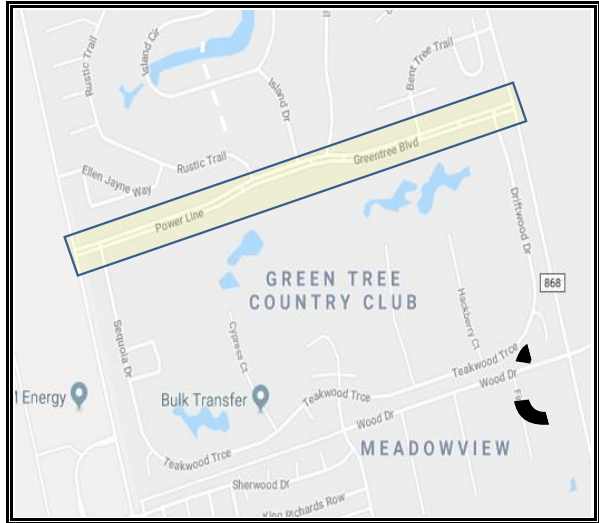 Rustic Trail
Island Cir
Island Dr
Bent Tree Trail
Ellen Jayne Way
Rustic Trail
Greentree Blvd
Power Line
Driftwood Dr
GREEN TREE
COUNTRY CLUB
868
Sequoia Dr
Cypress Ct
Hackberry Ct
Energy
Bulk Transfer
Teakwood Trce
Teakwood Trce
Wood Dr
Wood Dr
Teakwood Trce
MEADOWVIEW
Sherwood Dr
King Richards Row